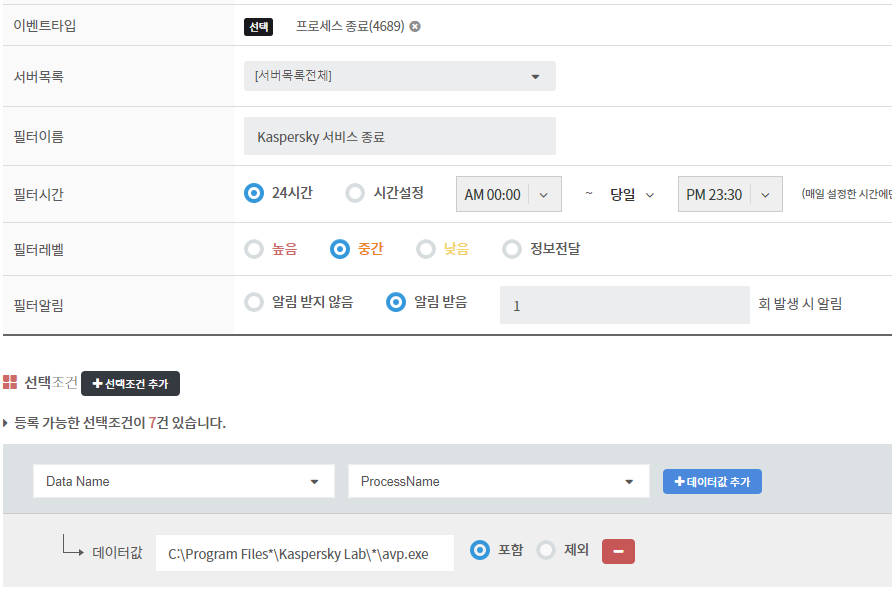 이벤트타입 선택 프로세스 종료(4689)
서버목록 [서버목록전체]
필터이름 Kaspersky 서비스 종료
필터시간 24시간 시간설정 AM 00:00 ~ 당일 PM 23:30 (매일 설정한 시간에만
필터레벨 높음 중간 낮음 정보전달
필터알림 알림 받지 않음 알림 받음 1 회 발생 시 알림
선택조건 +선택조건 추가
등록 가능한 선택조건이 7건 있습니다.
Data Name ProcessName +데이터값 추가
데이터값 C:\Program Files*\Kaspersky Lab\*\avp.exe 포함 제외